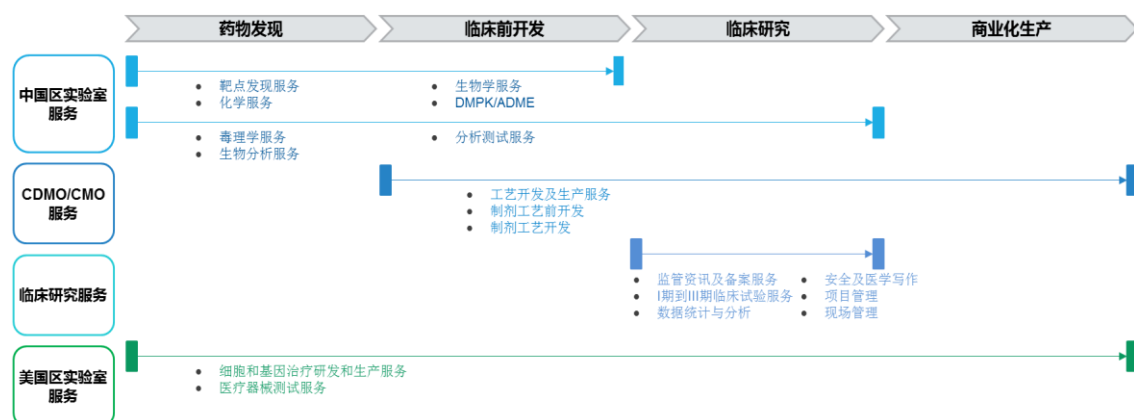 药物发现
临床前开发
临床研究
商业化生产
中国区实验室
服务
• 靶点发现服务
• 化学服务
• 生物学服务
• DMPK/ADME
• 毒理学服务
• 生物分析服务
• 分析测试服务
CDMO/CMO
服务
• 工艺开发及生产服务
• 制剂工艺前开发
• 制剂工艺开发
临床研究服务
• 监管资讯及备案服务
• I期到III期临床试验服务
• 数据统计与分析
• 安全及医学写作
• 项目管理
• 现场管理
美国区实验室
服务
• 细胞和基因治疗研发和生产服务
• 医疗器械测试服务